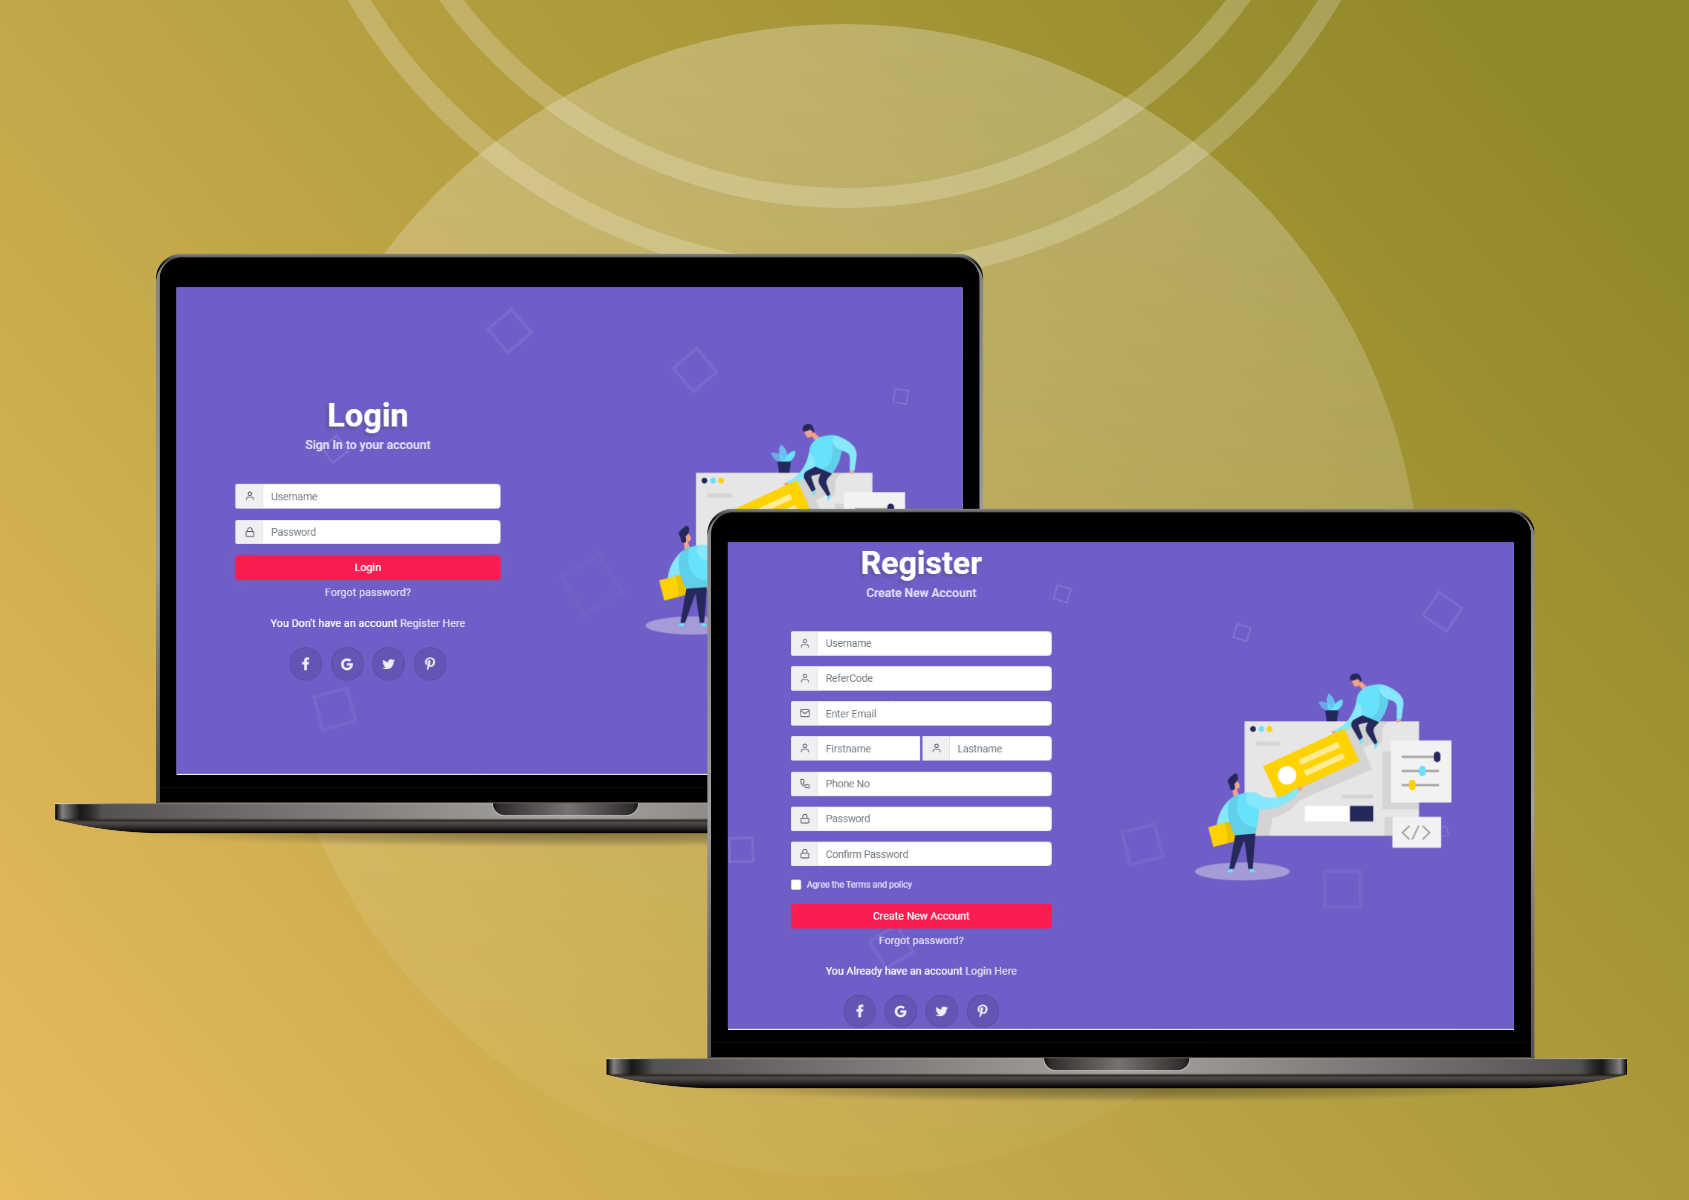 Login
Sign In to your account
Username
Password
Login
Forgot password?
You Don't have an account Register Here
Register
Create New Account
Username
ReferCode
Enter Email
Firstname Lastname
Phone No
Password
Confirm Password
Agree the Terms and policy
Create New Account
Forgot password?
You Already have an account Login Here